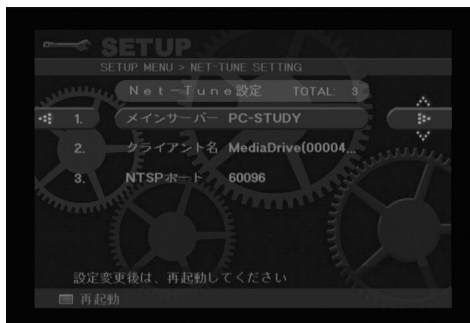 SETUP
SETUP MENU > NET-TUNE SETTING
Net-Tune設定 TOTAL: 3
1. メインサーバー PC-STUDY
2. クライアント名 MediaDrive(00004...
3. NTSPポート 60096
設定変更後は、再起動してください
再起動